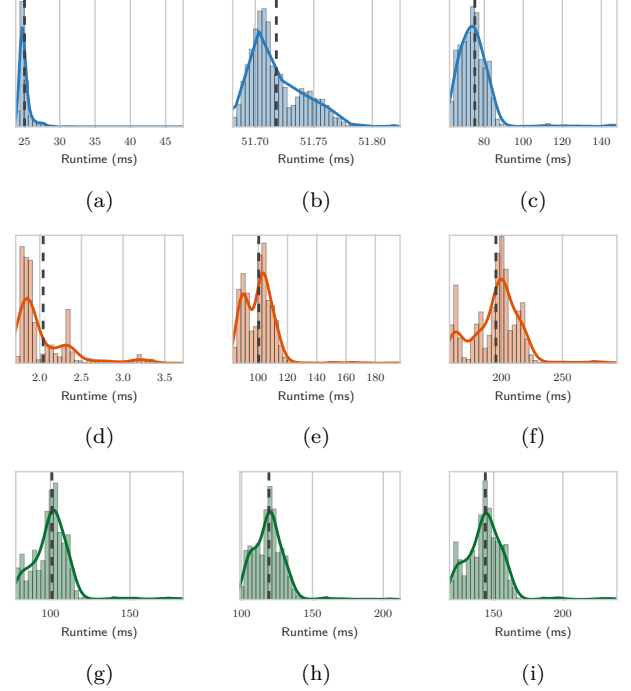 25 30 35 40 45 51.70 51.75 51.80 80 100 120 140
Runtime (ms) Runtime (ms) Runtime (ms)
(a) (b) (c)
2.0 2.5 3.0 3.5 100 120 140 160 180 200 250
Runtime (ms) Runtime (ms) Runtime (ms)
(d) (e) (f)
100 150 100 150 200 150 200
Runtime (ms) Runtime (ms) Runtime (ms)
(g) (h) (i)